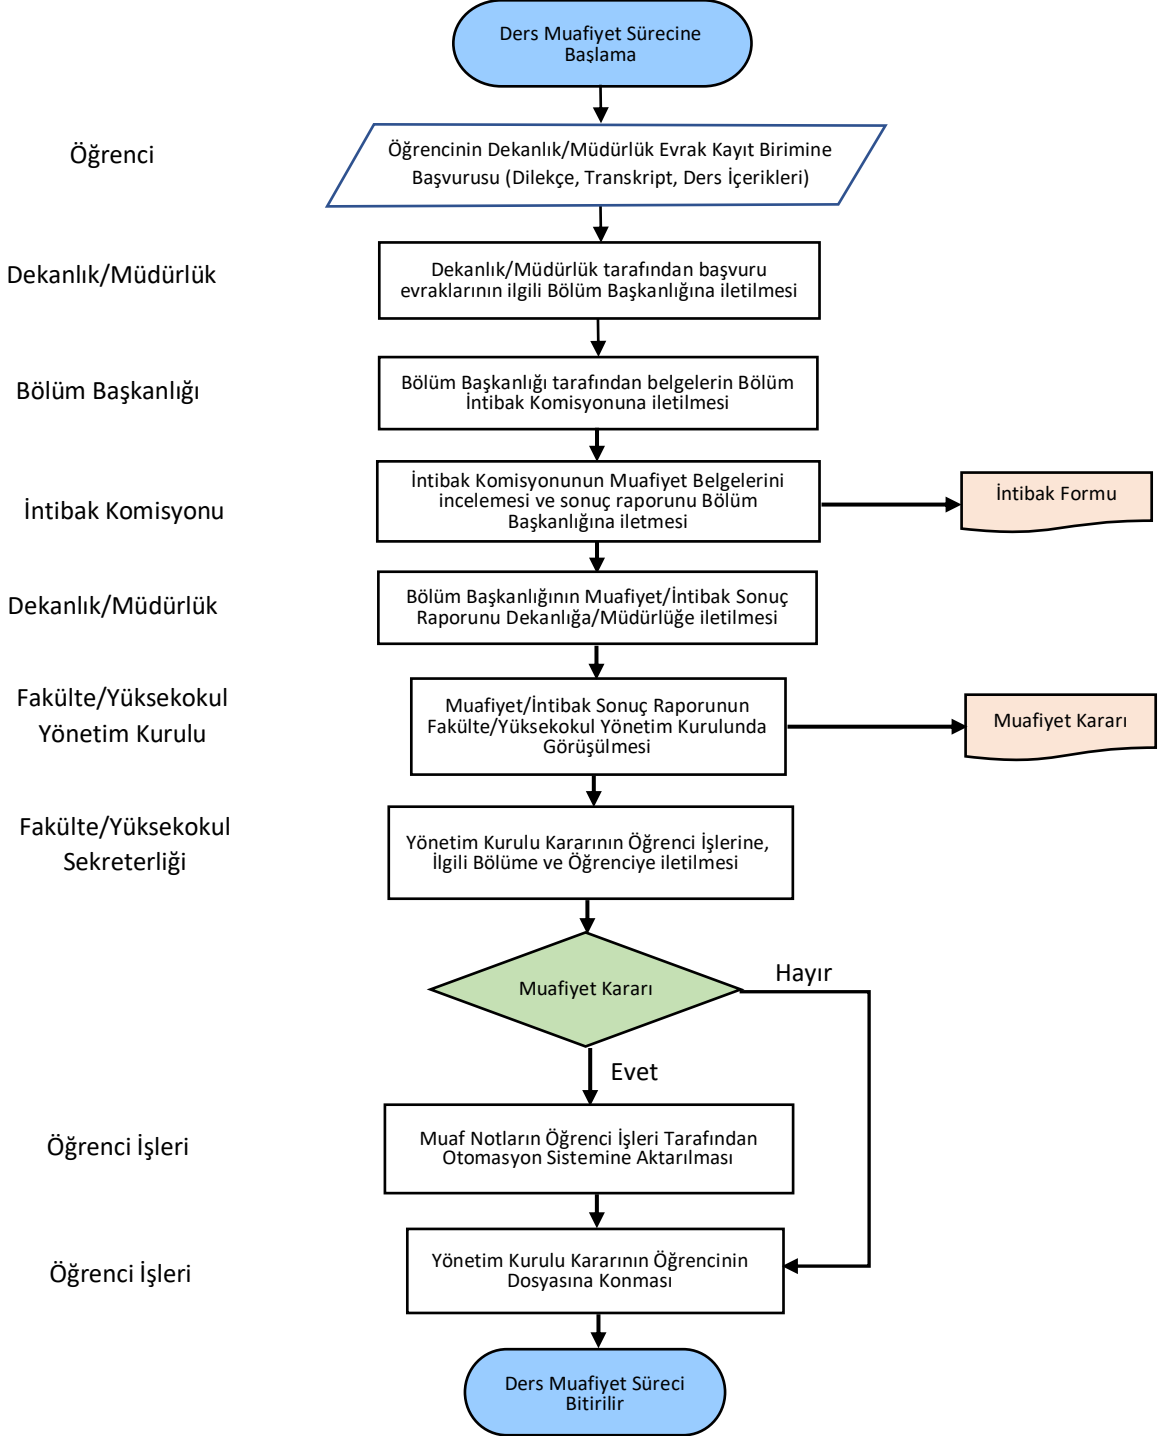 Ders Muafiyet Sürecine
Başlama
Öğrenci
Öğrencinin Dekanlık/Müdürlük Evrak Kayıt Birimine
Başvurusu (Dilekçe, Transkript, Ders İçerikleri)
Dekanlık/Müdürlük
Dekanlık/Müdürlük tarafından başvuru
evraklarının ilgili Bölüm Başkanlığına iletilmesi
Bölüm Başkanlığı
Bölüm Başkanlığı tarafından belgelerin Bölüm
İntibak Komisyonuna iletilmesi
İntibak Komisyonu
İntibak Komisyonunun Muafiyet Belgelerini
incelemesi ve sonuç raporunu Bölüm
Başkanlığına iletmesi
İntibak Formu
Dekanlık/Müdürlük
Bölüm Başkanlığının Muafiyet/İntibak Sonuç
Raporunu Dekanlığa/Müdürlüğe iletilmesi
Fakülte/Yüksekokul
Yönetim Kurulu
Muafiyet/İntibak Sonuç Raporunun
Fakülte/Yüksekokul Yönetim Kurulunda
Görüşülmesi
Muafiyet Kararı
Fakülte/Yüksekokul
Sekreterliği
Yönetim Kurulu Kararının Öğrenci İşlerine,
İlgili Bölüme ve Öğrenciye iletilmesi
Muafiyet Kararı
Hayır
Evet
Öğrenci İşleri
Muaf Notların Öğrenci İşleri Tarafından
Otomasyon Sistemine Aktarılması
Öğrenci İşleri
Yönetim Kurulu Kararının Öğrencinin
Dosyasına Konması
Ders Muafiyet Süreci
Bitirilir